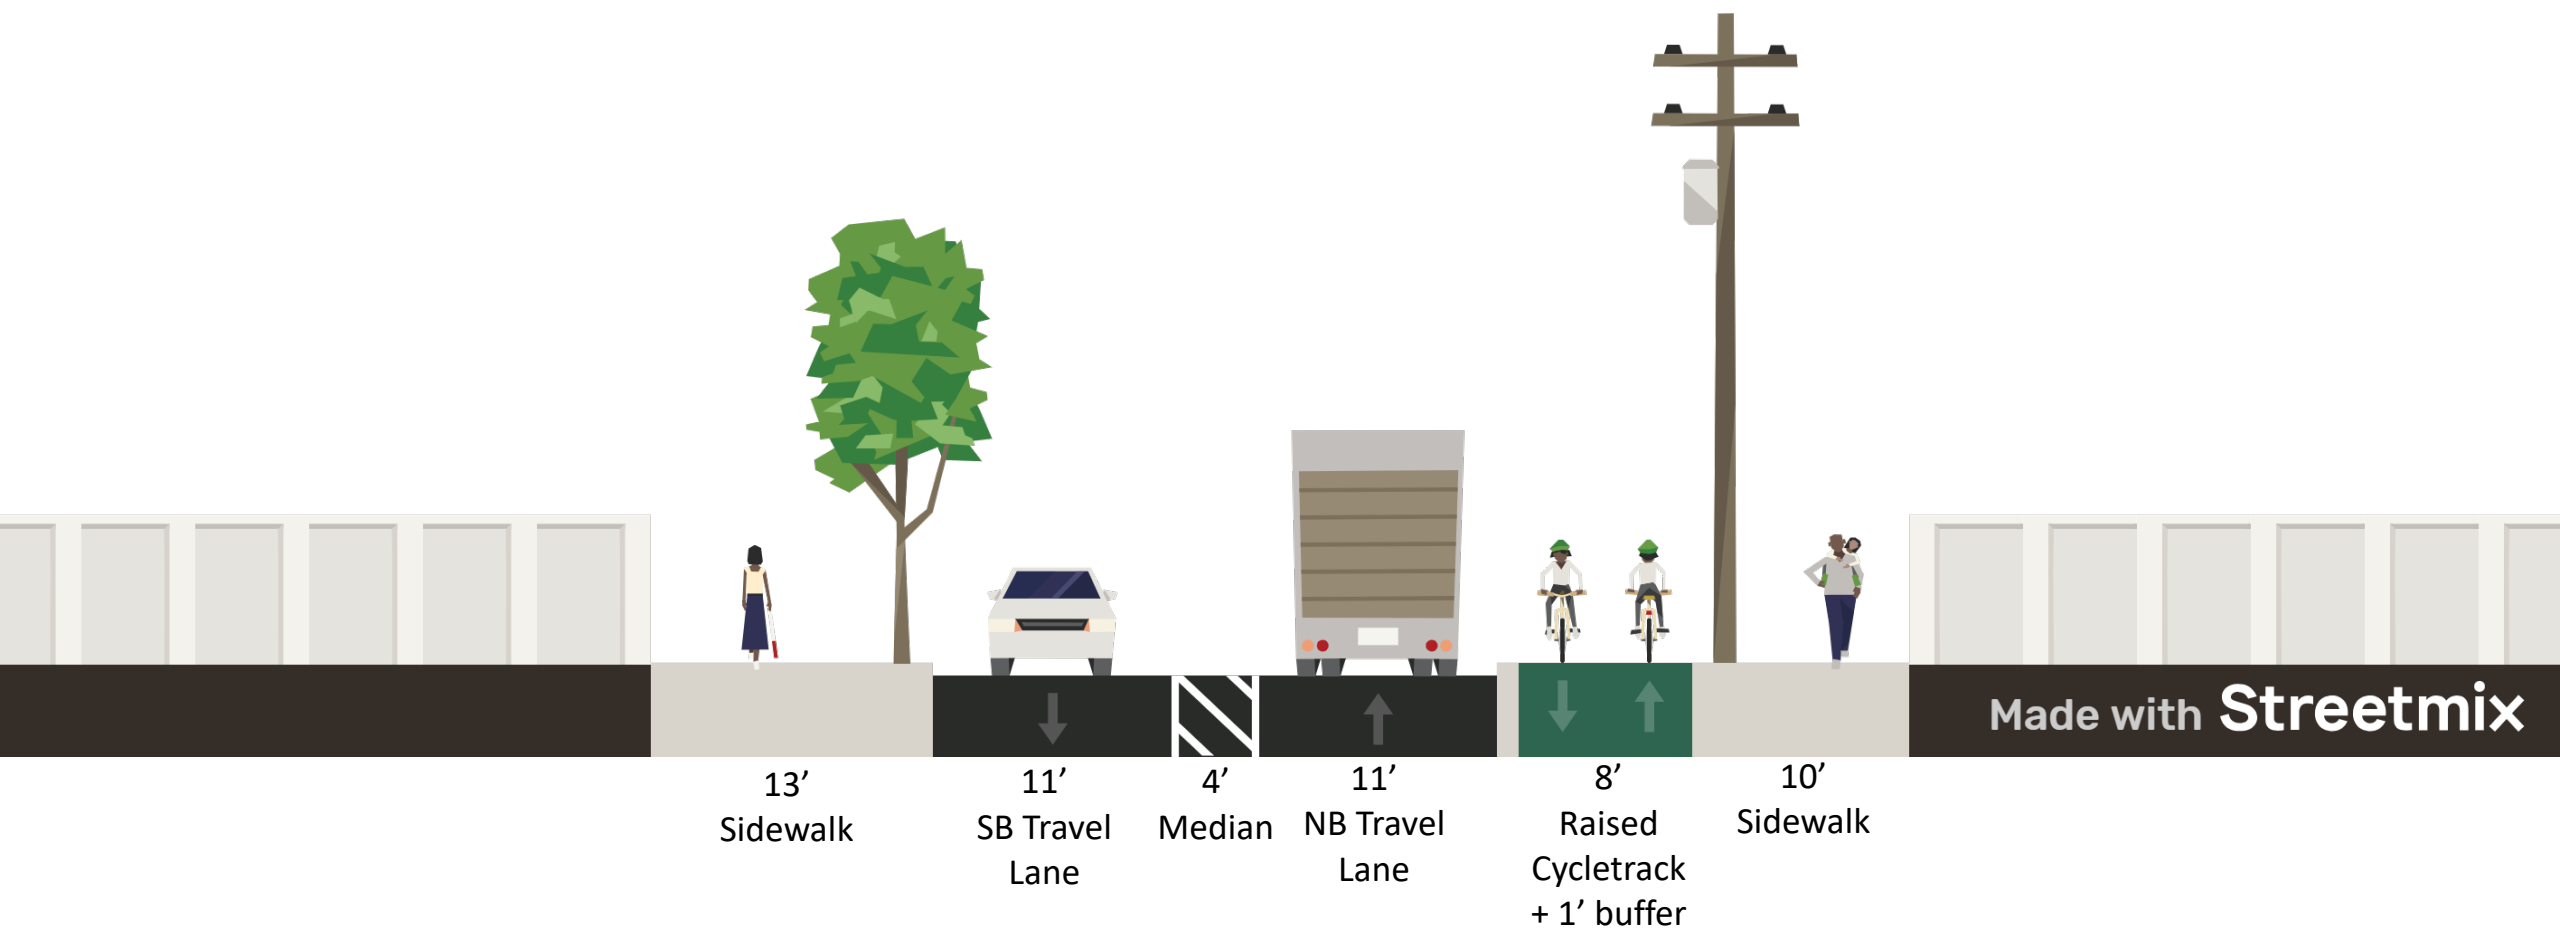 Made with Streetmix
13’
Sidewalk
11’
SB Travel
Lane
4’
Median
11’
NB Travel
Lane
8’
Raised
Cycletrack
+ 1’ buffer
10’
Sidewalk